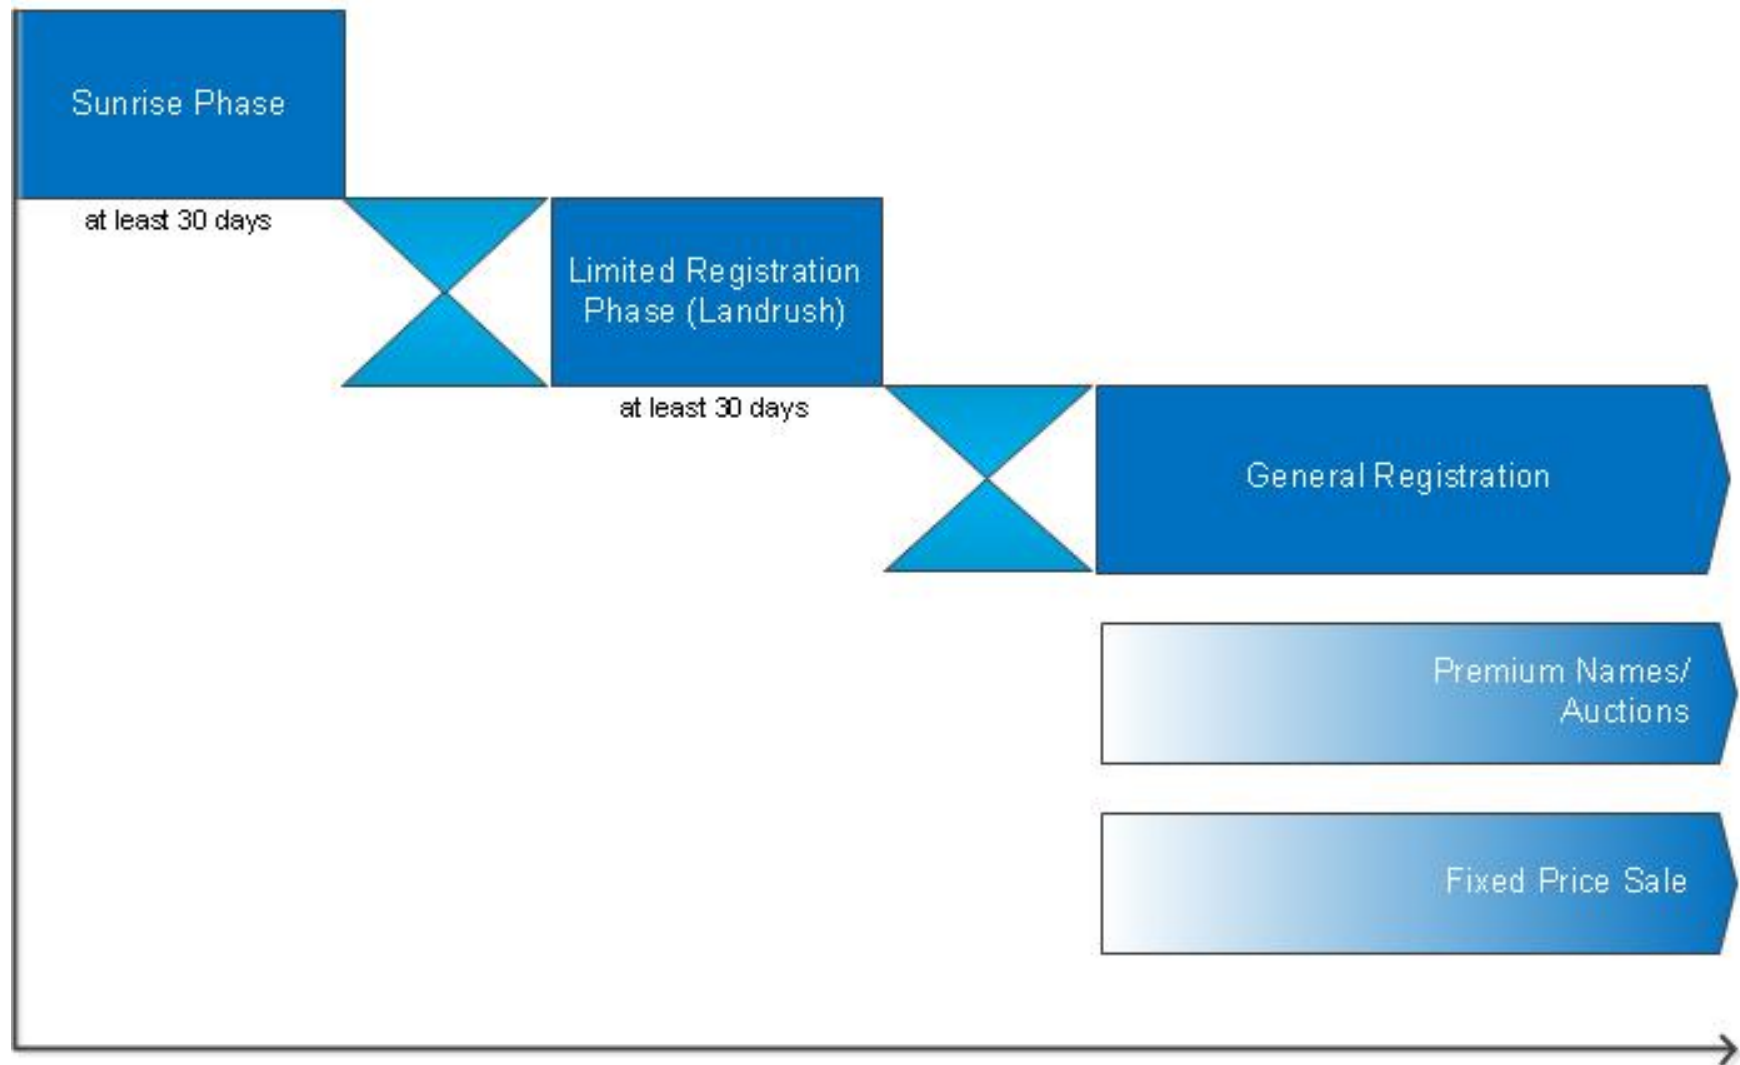 Sunrise Phase
at least 30 days
Limited Registration
Phase (Landrush)
at least 30 days
General Registration
Premium Names/
Auctions
Fixed Price Sale